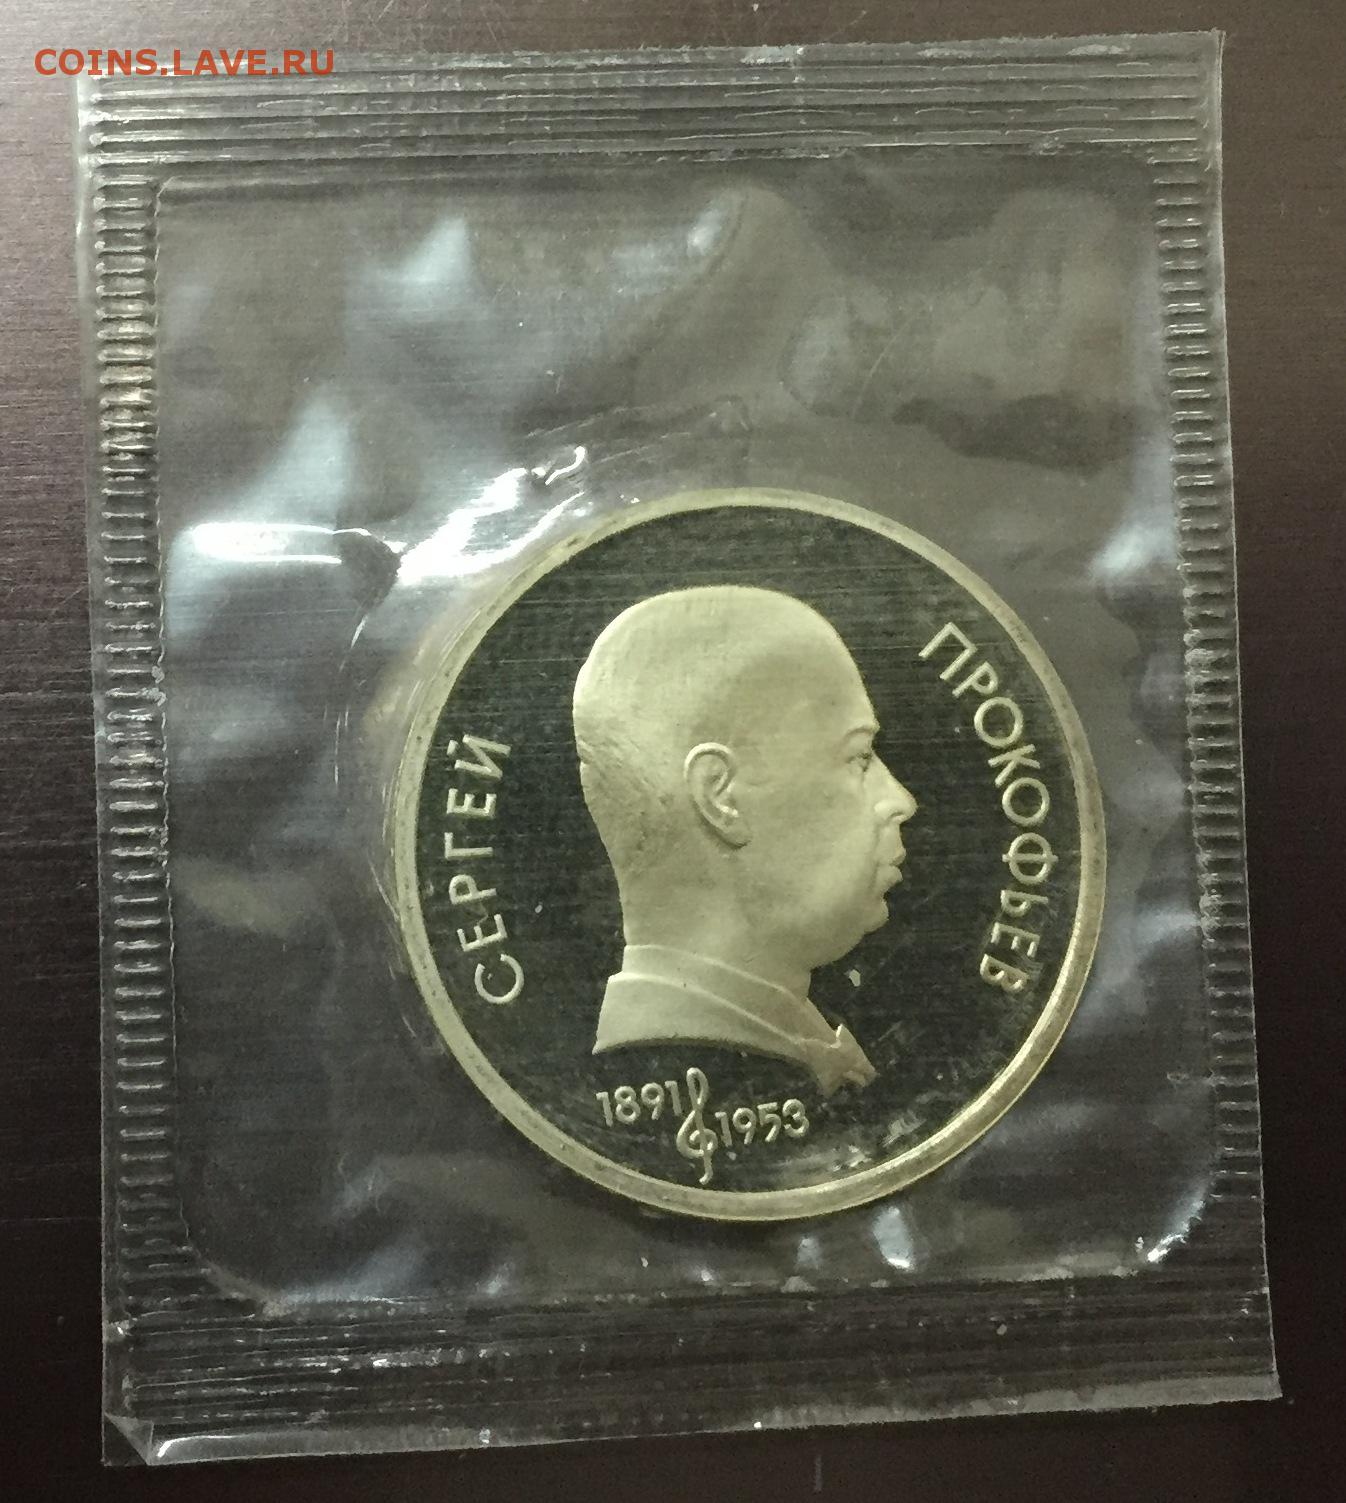 COINS.LAVE.RU
СЕРГЕЙ
ПРОКОФЬЕВ
1891 1953